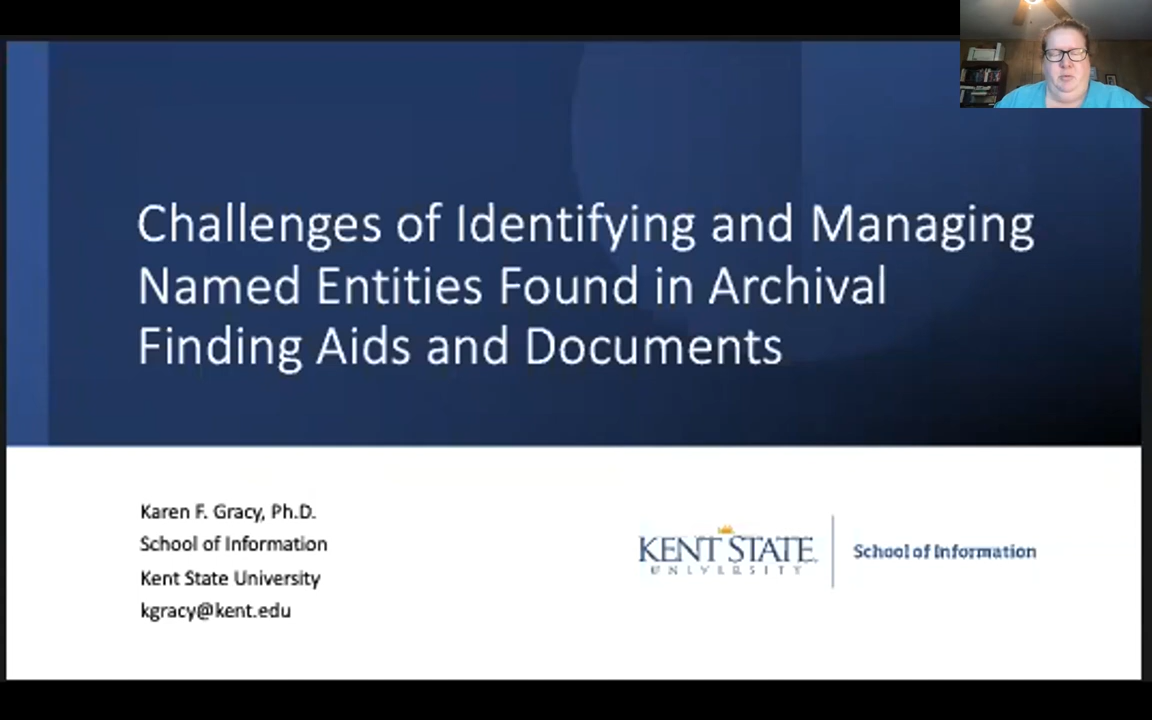 Challenges of Identifying and Managing
Named Entities Found in Archival
Finding Aids and Documents
Karen F. Gracy, Ph.D.
School of Information
Kent State University
kgracy@kent.edu
KENT STATE
UNIVERSITY
School of Information